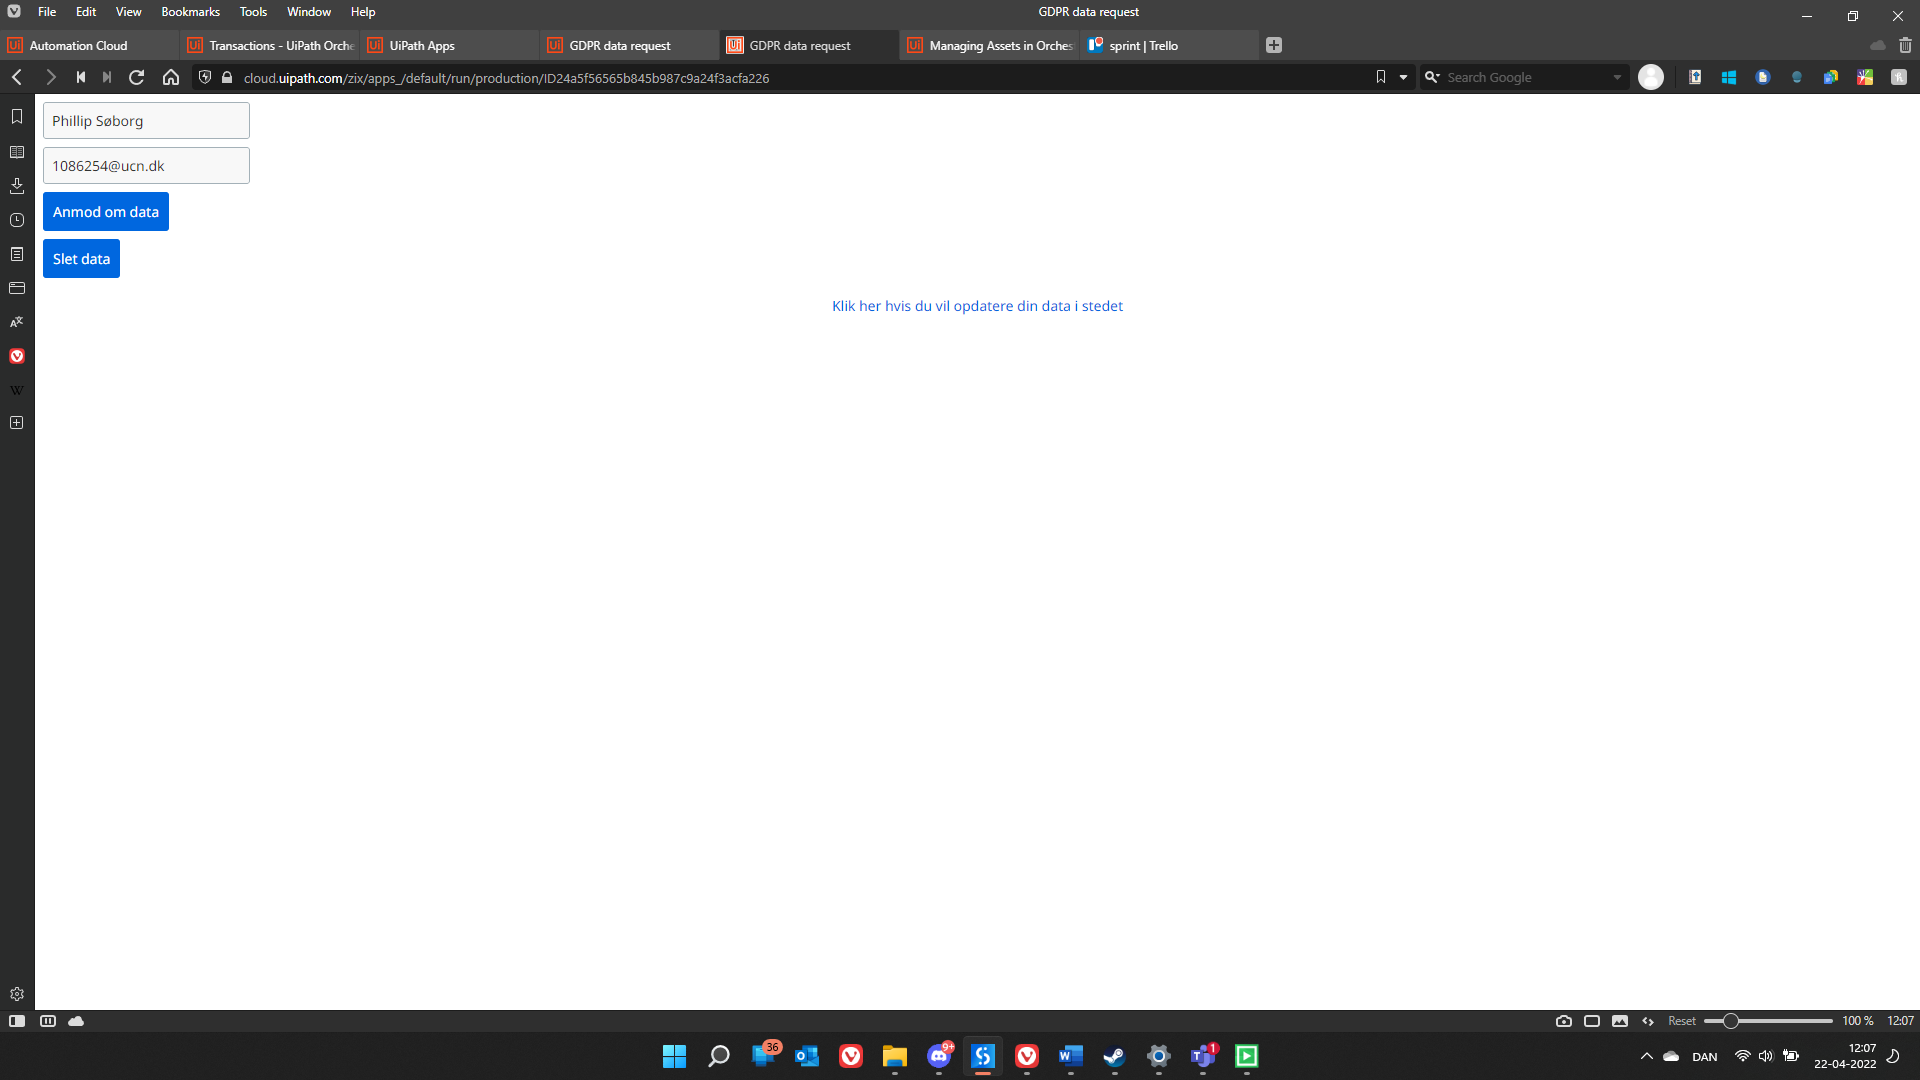 File Edit View Bookmarks Tools Window Help
GDPR data request
Automation Cloud
Transactions - UiPath Orche
UiPath Apps
GDPR data request
GDPR data request
Managing Assets in Orches
sprint | Trello
cloud.uipath.com/zix/apps_/default/run/production/ID24a5f56565b845b987c9a24f3acfa226
Search Google
Phillip Søborg
1086254@ucn.dk
Anmod om data
Slet data
Klik her hvis du vil opdatere din data i stedet
Reset
100 %
12:07
36
9+
1
DAN
12:07
22-04-2022